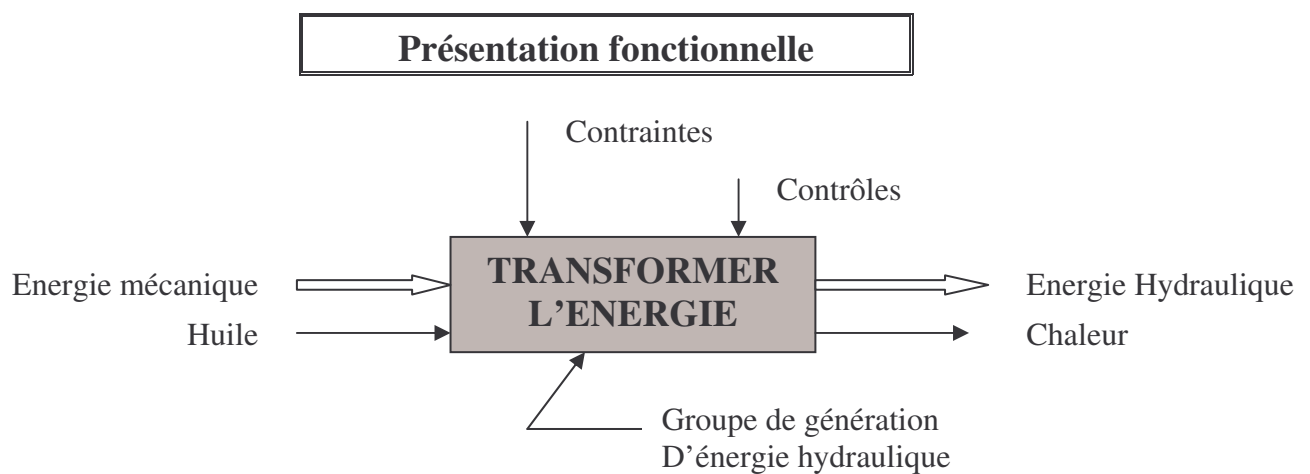 Présentation fonctionnelle
Contraintes
Contrôles
Energie mécanique
Huile
TRANSFORMER
L'ENERGIE
Energie Hydraulique
Chaleur
Groupe de génération
D'énergie hydraulique